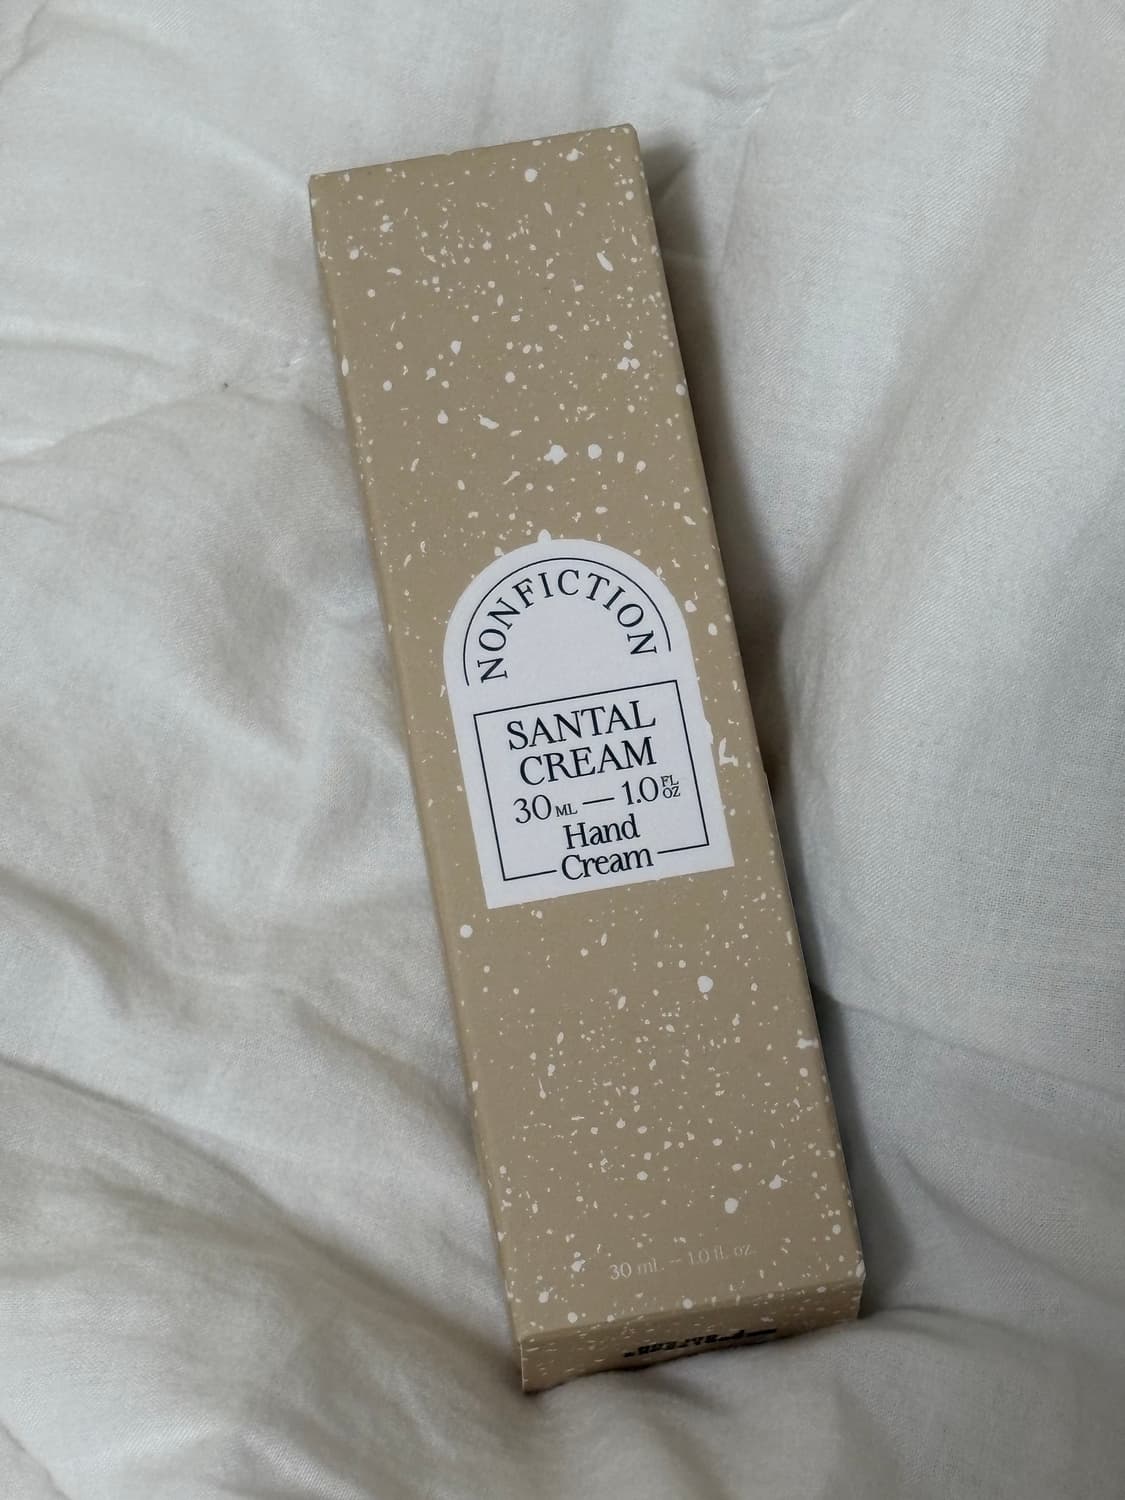 NONFICTION
SANTAL
CREAM
30 ML — 1.0 FL OZ
Hand
Cream
30 mL — 1.0 fl. oz.